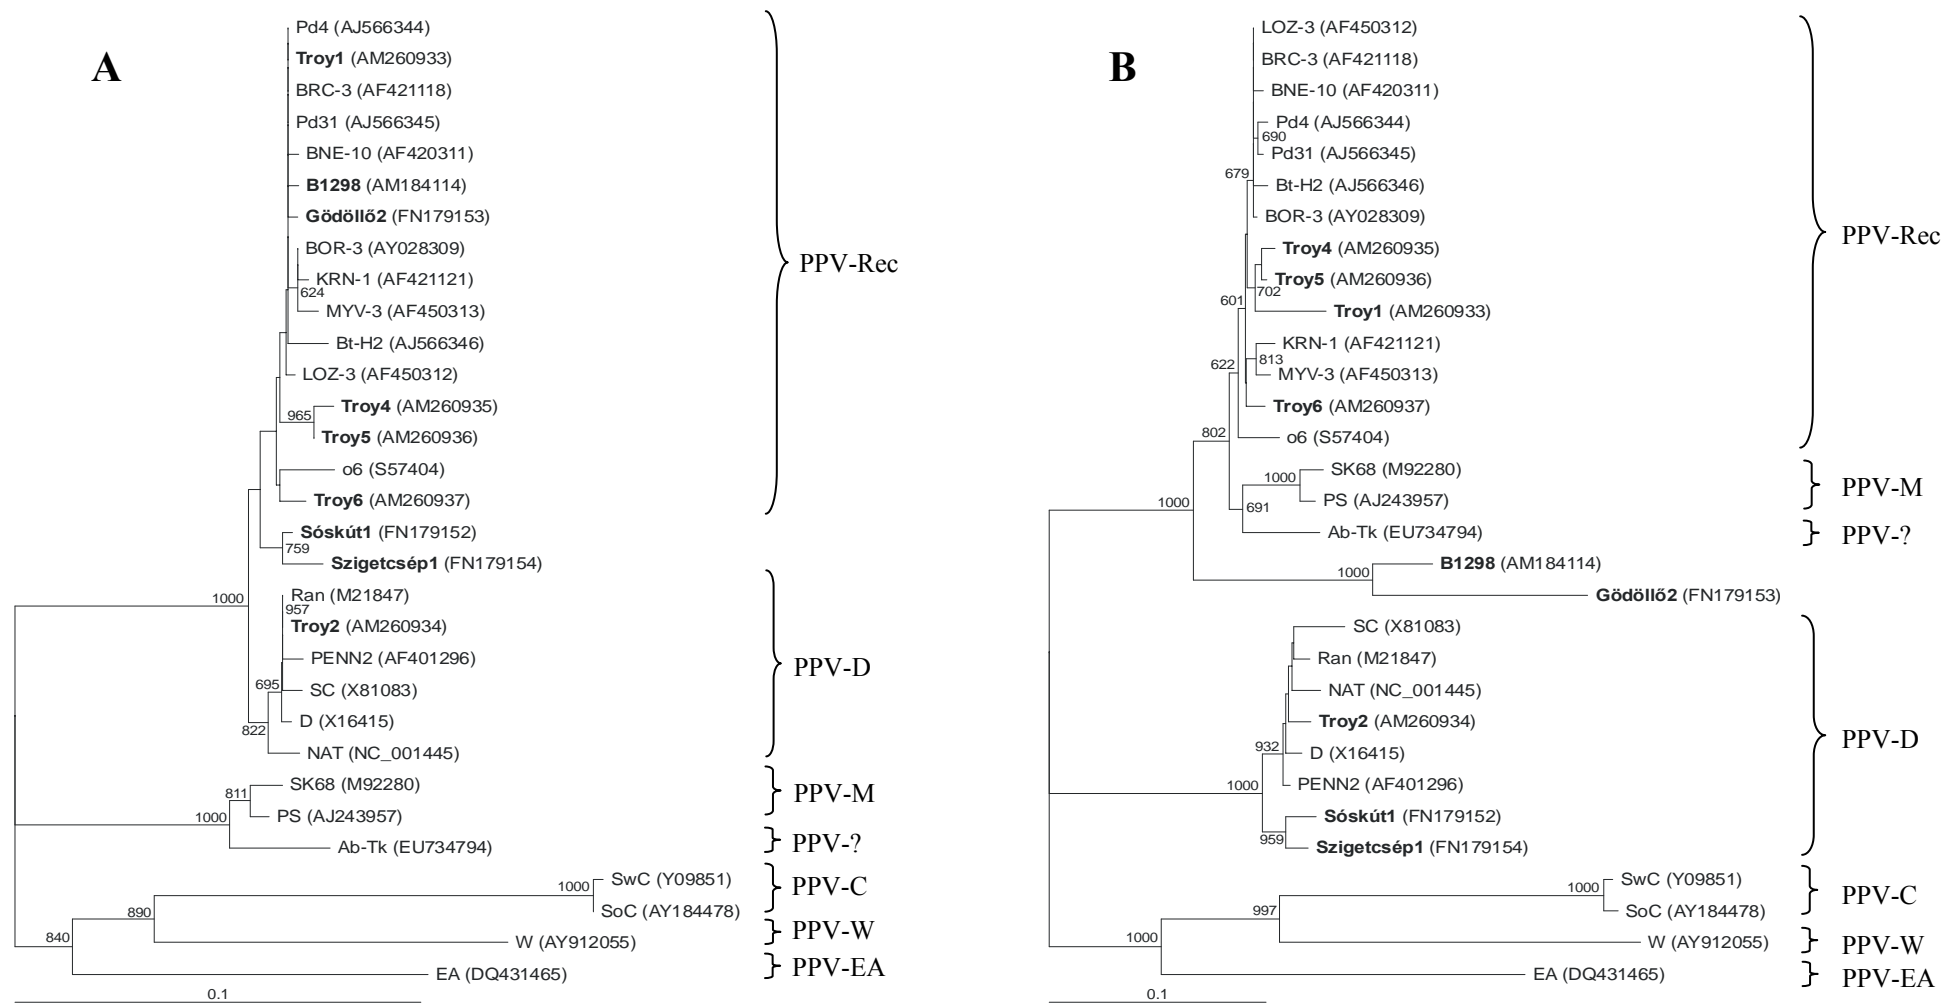 A
Pd4 (AJ566344)
Troy1 (AM260933)
BRC-3 (AF421118)
Pd31 (AJ566345)
BNE-10 (AF420311)
B1298 (AM184114)
Gödöllő2 (FN179153)
BOR-3 (AY028309)
KRN-1 (AF421121)
624
MYV-3 (AF450313)
Bt-H2 (AJ566346)
LOZ-3 (AF450312)
Troy4 (AM260935)
965
Troy5 (AM260936)
o6 (S57404)
Troy6 (AM260937)
Sóskút1 (FN179152)
759
Szigetcsép1 (FN179154)
1000
Ran (M21847)
957
Troy2 (AM260934)
PENN2 (AF401296)
695
SC (X81083)
D (X16415)
822
NAT (NC_001445)
SK68 (M92280)
811
PS (AJ243957)
1000
Ab-Tk (EU734794)
SwC (Y09851)
1000
SoC (AY184478)
890
W (AY912055)
840
EA (DQ431465)
0.1
PPV-Rec
PPV-D
PPV-M
PPV-?
PPV-C
PPV-W
PPV-EA
B
LOZ-3 (AF450312)
BRC-3 (AF421118)
BNE-10 (AF420311)
Pd4 (AJ566344)
690
Pd31 (AJ566345)
679
Bt-H2 (AJ566346)
BOR-3 (AY028309)
Troy4 (AM260935)
Troy5 (AM260936)
702
601
Troy1 (AM260933)
KRN-1 (AF421121)
813
622
MYV-3 (AF450313)
Troy6 (AM260937)
802
o6 (S57404)
SK68 (M92280)
1000
PS (AJ243957)
1000
691
Ab-Tk (EU734794)
B1298 (AM184114)
1000
Gödöllő2 (FN179153)
SC (X81083)
Ran (M21847)
NAT (NC_001445)
Troy2 (AM260934)
932
D (X16415)
1000
PENN2 (AF401296)
Sóskút1 (FN179152)
959
Szigetcsép1 (FN179154)
SwC (Y09851)
1000
SoC (AY184478)
997
W (AY912055)
1000
EA (DQ431465)
0.1
PPV-Rec
PPV-M
PPV-?
PPV-D
PPV-C
PPV-W
PPV-EA